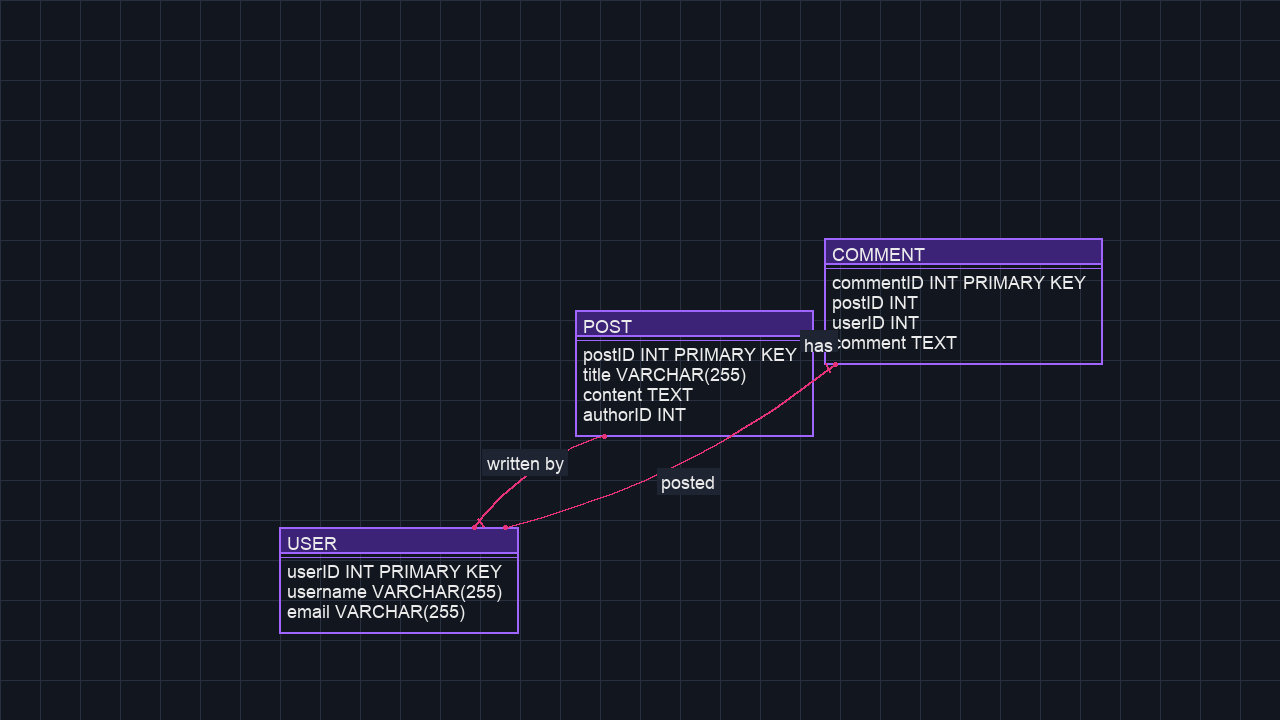 COMMENT
commentID INT PRIMARY KEY
postID INT
userID INT
comment TEXT
POST
postID INT PRIMARY KEY
title VARCHAR(255)
content TEXT
authorID INT
has
written by
posted
USER
userID INT PRIMARY KEY
username VARCHAR(255)
email VARCHAR(255)